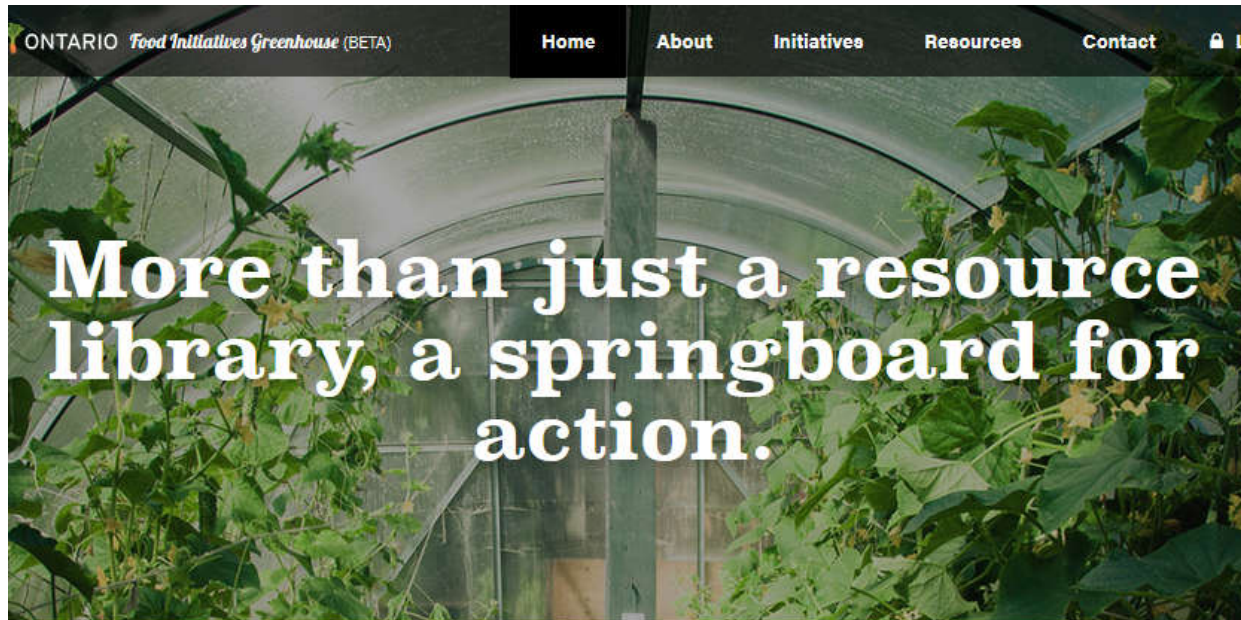 ONTARIO Food Initiatives Greenhouse (BETA) Home About Initiatives Resources Contact
More than just a resource
library, a springboard for
action.